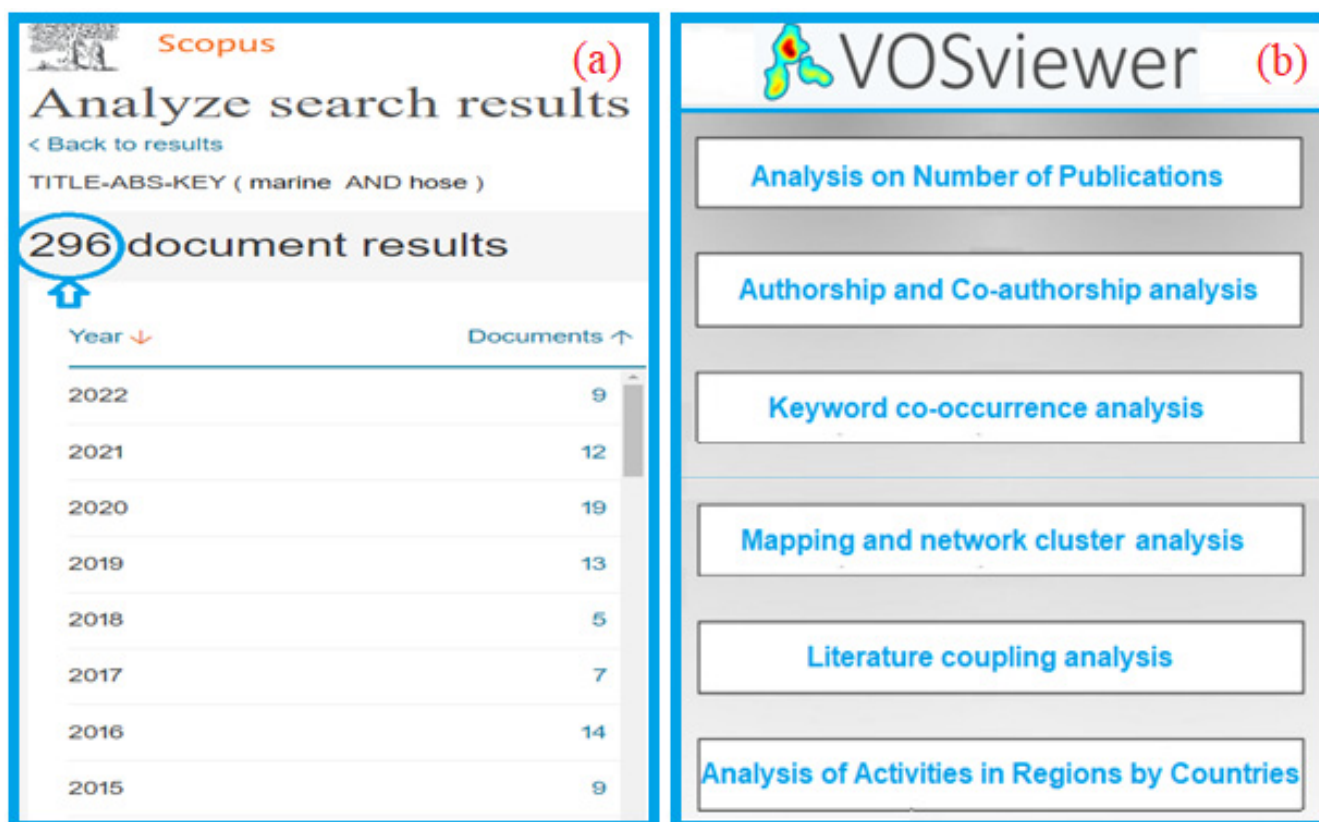 Scopus
(a)
Analyze search results
< Back to results
TITLE-ABS-KEY ( marine AND hose )
296 document results
Year Documents
2022 9
2021 12
2020 19
2019 13
2018 5
2017 7
2016 14
2015 9
VOSviewer
(b)
Analysis on Number of Publications
Authorship and Co-authorship analysis
Keyword co-occurrence analysis
Mapping and network cluster analysis
Literature coupling analysis
Analysis of Activities in Regions by Countries